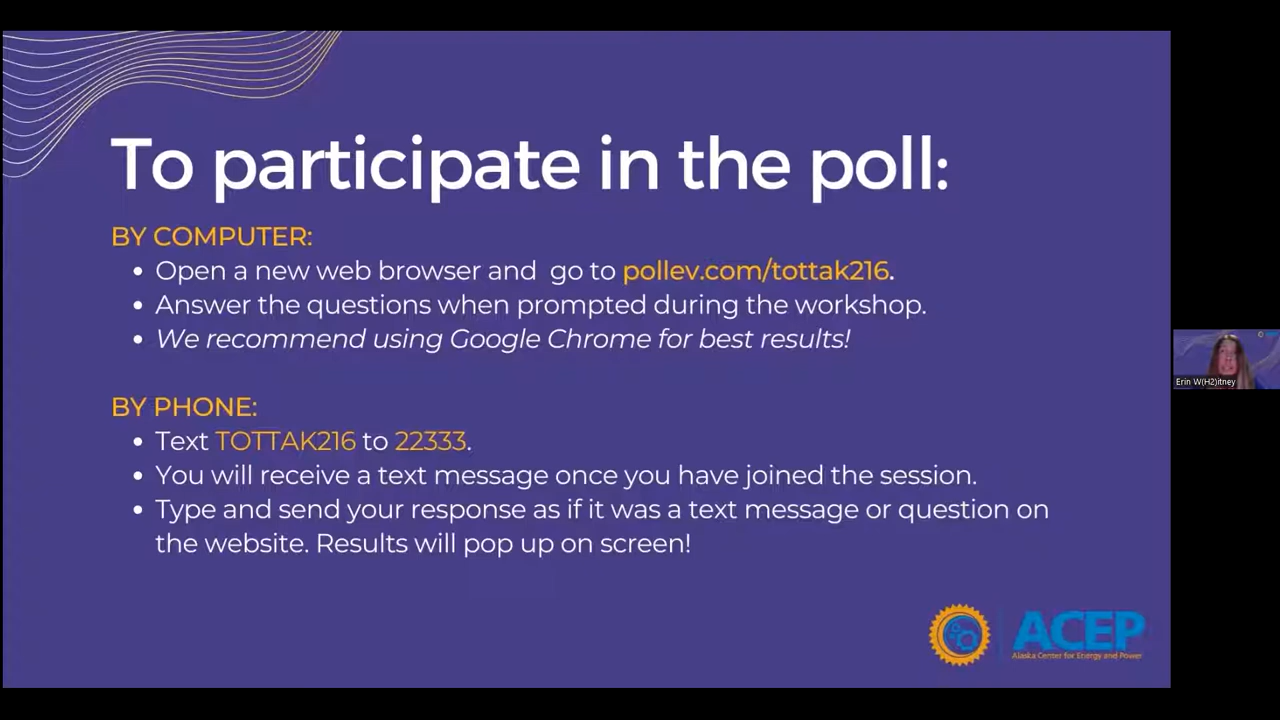 To participate in the poll:
BY COMPUTER:
• Open a new web browser and go to pollev.com/tottak216.
• Answer the questions when prompted during the workshop.
• We recommend using Google Chrome for best results!
BY PHONE:
• Text TOTTAK216 to 22333.
• You will receive a text message once you have joined the session.
• Type and send your response as if it was a text message or question on
the website. Results will pop up on screen!
Erin W(H2)itney
ACEP
Alaska Center for Energy and Power